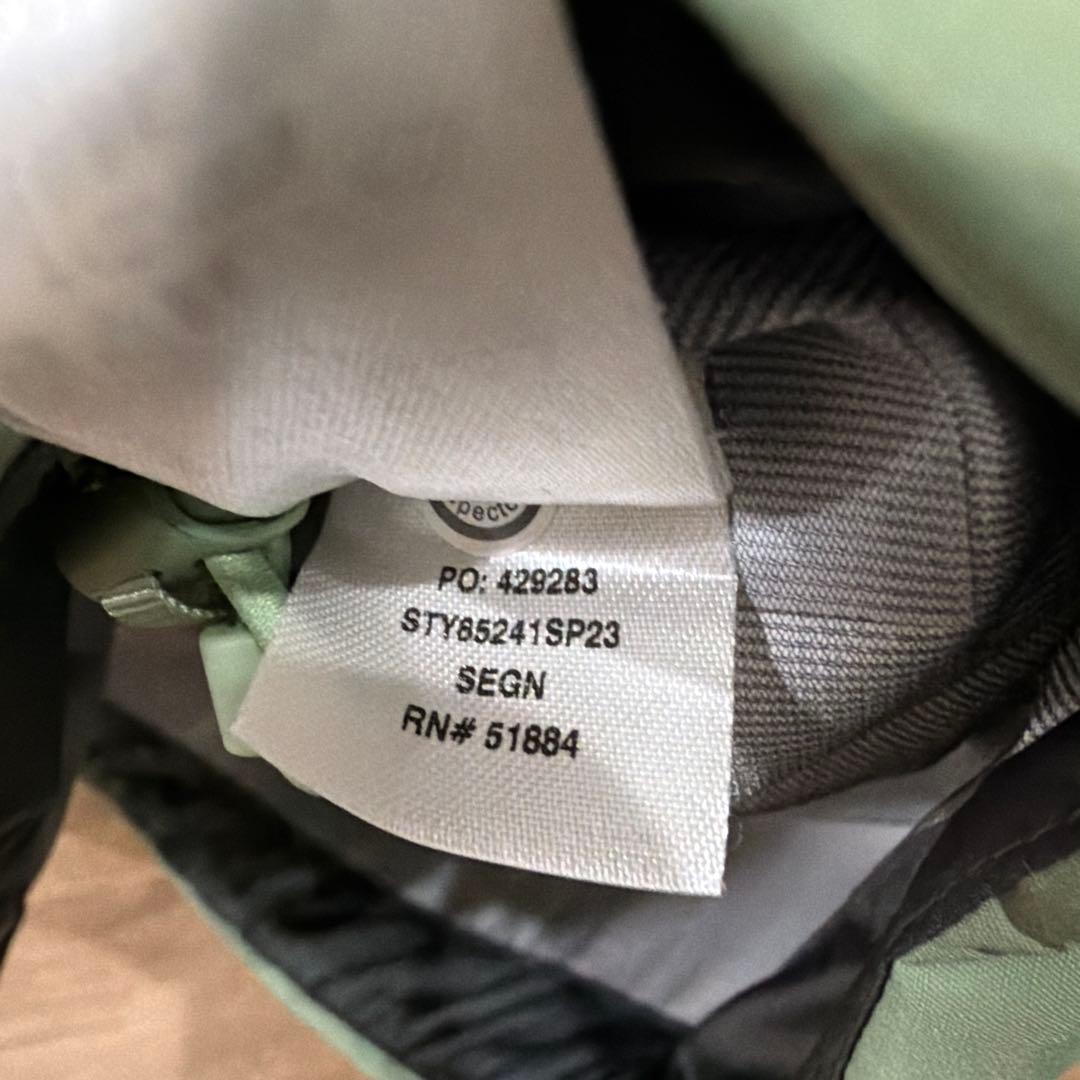 PO: 429283
STY85241SP23
SEGN
RN# 51884